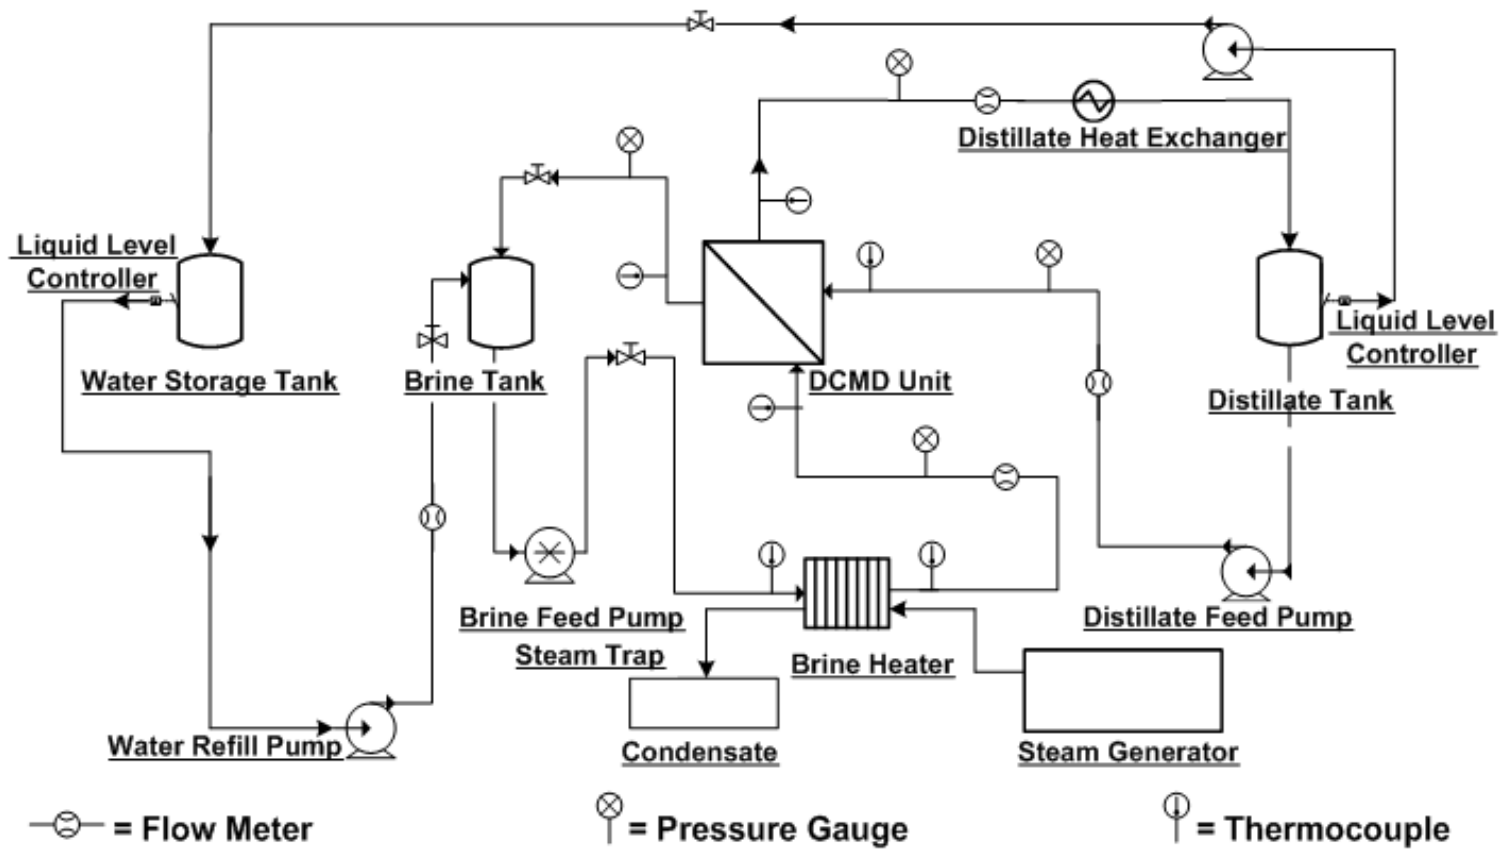 Distillate Heat Exchanger
Liquid Level
Controller
Water Storage Tank
Brine Tank
DCMD Unit
Liquid Level
Controller
Distillate Tank
Brine Feed Pump
Steam Trap
Brine Heater
Distillate Feed Pump
Water Refill Pump
Condensate
Steam Generator
= Flow Meter
= Pressure Gauge
= Thermocouple